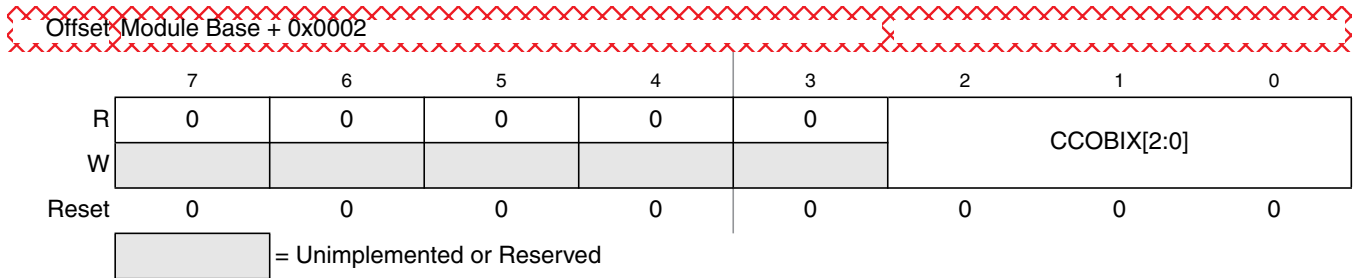 Offset Module Base + 0x0002
7 6 5 4 3 2 1 0
R 0 0 0 0 0 CCOBIX[2:0]
W
Reset 0 0 0 0 0 0 0 0
= Unimplemented or Reserved